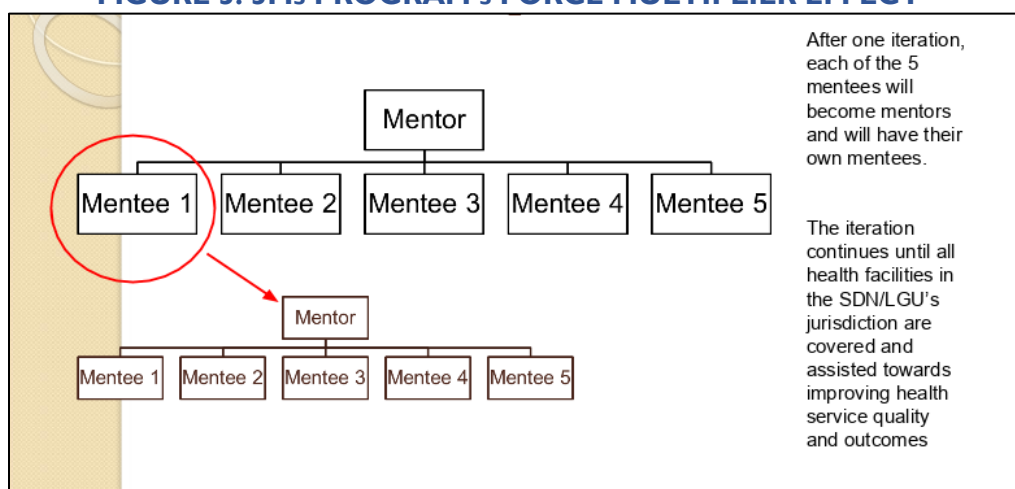 After one iteration,
each of the 5
mentees will
become mentors
and will have their
own mentees.
The iteration
continues until all
health facilities in
the SDN/LGU's
jurisdiction are
covered and
assisted towards
improving health
service quality
and outcomes
Mentor
Mentee 1 Mentee 2 Mentee 3 Mentee 4 Mentee 5
Mentor
Mentee 1 Mentee 2 Mentee 3 Mentee 4 Mentee 5